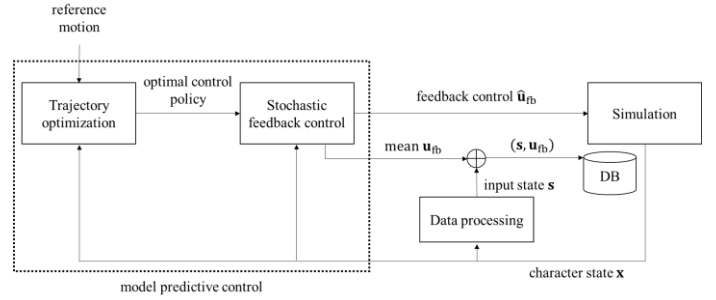 reference
motion
optimal control
policy
Trajectory
optimization
Stochastic
feedback control
feedback control û_fb
Simulation
mean u_fb
(s, u_fb)
DB
input state s
Data processing
character state x
model predictive control